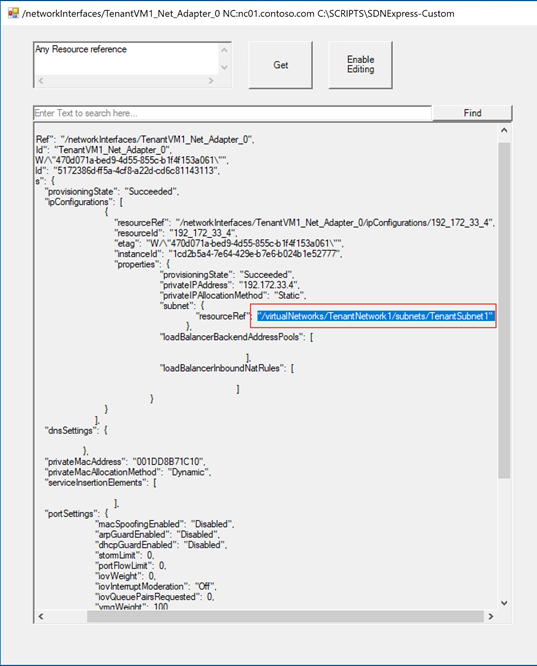 /networkInterfaces/TenantVM1_Net_Adapter_0 NC:nc01.contoso.com C:\SCRIPTS\SDNExpress-Custom
Any Resource reference
Get
Enable
Editing
Enter Text to search here...
Find
Ref": "/networkInterfaces/TenantVM1_Net_Adapter_0",
Id": "TenantVM1_Net_Adapter_0",
W/\"470d071a-bed9-4d55-855c-b1f4f153a061\"",
Id": "5172386d-ff5a-4cf8-a22d-cd6c81143113",
s": {
"provisioningState": "Succeeded",
"ipConfigurations": [
{
"resourceRef": "/networkInterfaces/TenantVM1_Net_Adapter_0/ipConfigurations/192_172_33_4",
"resourceId": "192_172_33_4",
"etag": "W/\"470d071a-bed9-4d55-855c-b1f4f153a061\"",
"instanceId": "1cd2b5a4-7e64-429e-b7e6-b024b1e52777",
"properties": {
"provisioningState": "Succeeded",
"privateIPAddress": "192.172.33.4",
"privateIPAllocationMethod": "Static",
"subnet": {
"resourceRef": "/virtualNetworks/TenantNetwork1/subnets/TenantSubnet1"
},
"loadBalancerBackendAddressPools": [
],
"loadBalancerInboundNatRules": [
]
}
}
],
"dnsSettings": {
},
"privateMacAddress": "001DD8B71C10",
"privateMacAllocationMethod": "Dynamic",
"serviceInsertionElements": [
],
"portSettings": {
"macSpoofingEnabled": "Disabled",
"arpGuardEnabled": "Disabled",
"dhcpGuardEnabled": "Disabled",
"stormLimit": 0,
"portFlowLimit": 0,
"iovWeight": 0,
"iovInterruptModeration": "Off",
"iovQueuePairsRequested": 0,
"vmqWeight": 100